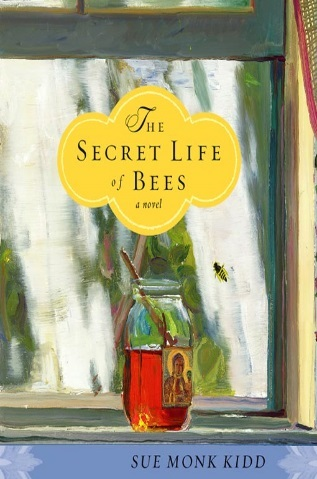 The
Secret Life
of Bees
a novel
SUE MONK KIDD